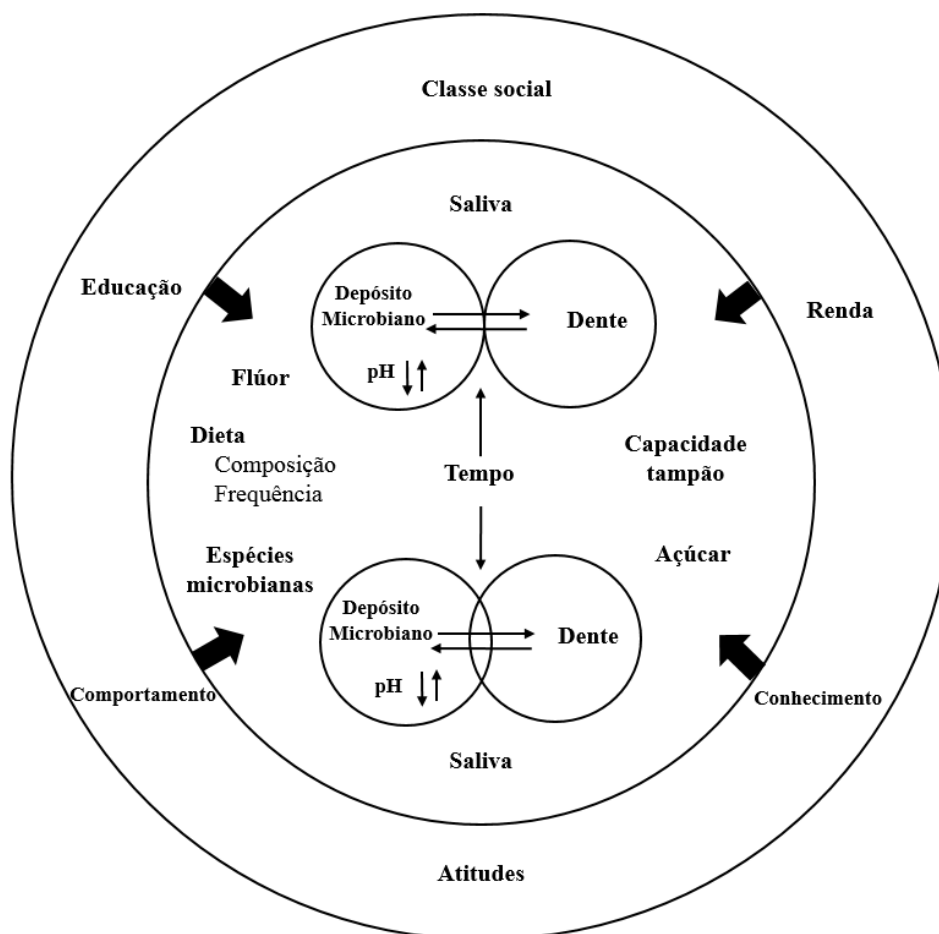 Classe social
Saliva
Educação
Depósito
Microbiano
Dente
Renda
pH
Flúor
Dieta
Composição
Frequência
Tempo
Capacidade
tampão
Espécies
microbianas
Açúcar
Depósito
Microbiano
Dente
pH
Comportamento
Conhecimento
Saliva
Atitudes